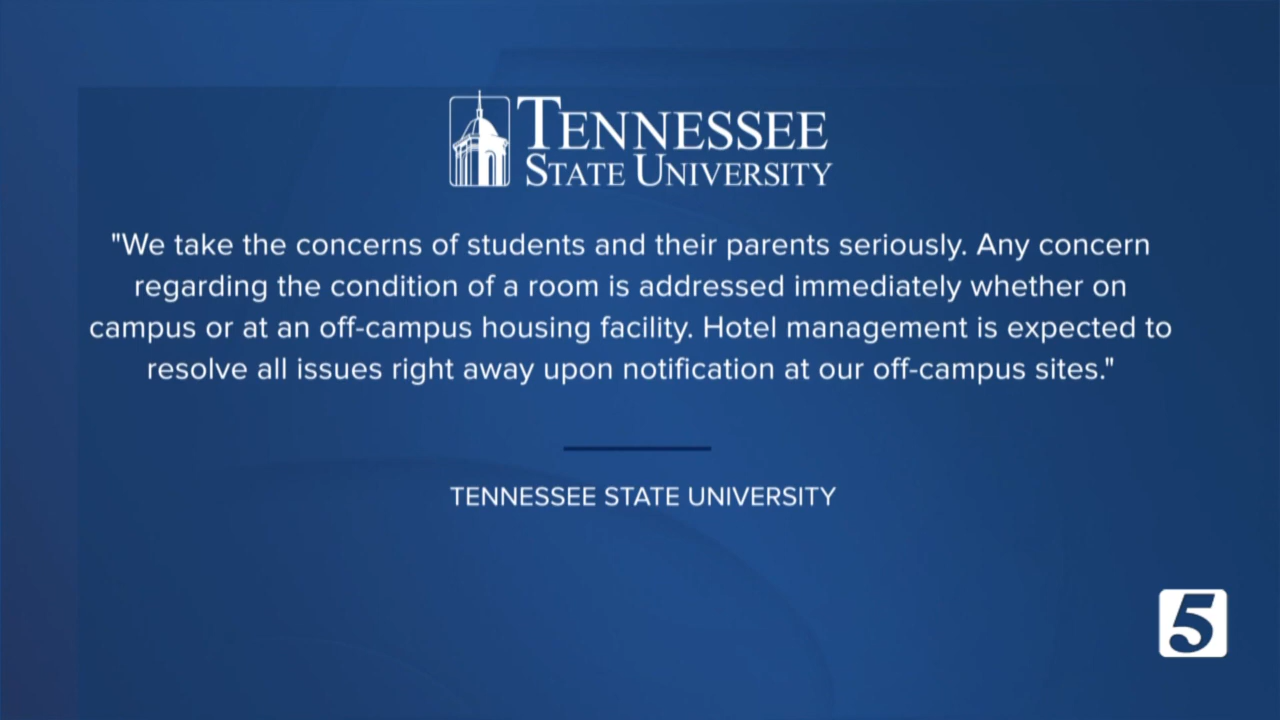 TENNESSEE
STATE UNIVERSITY
"We take the concerns of students and their parents seriously. Any concern
regarding the condition of a room is addressed immediately whether on
campus or at an off-campus housing facility. Hotel management is expected to
resolve all issues right away upon notification at our off-campus sites."
TENNESSEE STATE UNIVERSITY
5